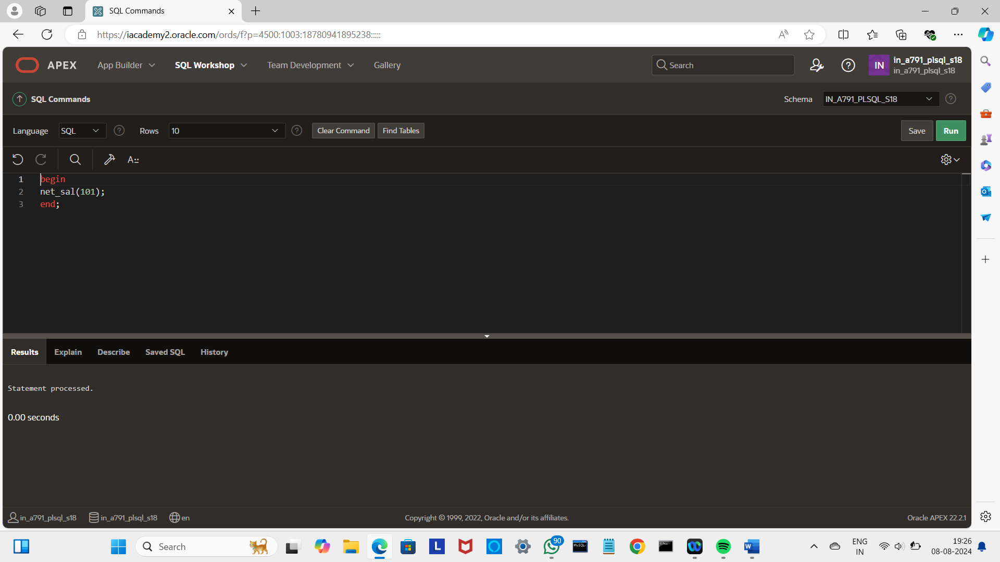 SQL Commands
https://iacademy2.oracle.com/ords/f?p=4500:1003:18780941895238:::::
APEX App Builder SQL Workshop Team Development Gallery Search IN in_a791_plsql_s18
in_a791_plsql_s18
SQL Commands Schema IN_A791_PLSQL_S18
Language SQL Rows 10 Clear Command Find Tables Save Run
A::
1 begin
2 net_sal(101);
3 end;
Results Explain Describe Saved SQL History
Statement processed.
0.00 seconds
in_a791_plsql_s18 in_a791_plsql_s18 en Copyright © 1999, 2022, Oracle and/or its affiliates. Oracle APEX 22.2.1
Search L MySQL 90 W ENG 19:26
IN 08-08-2024